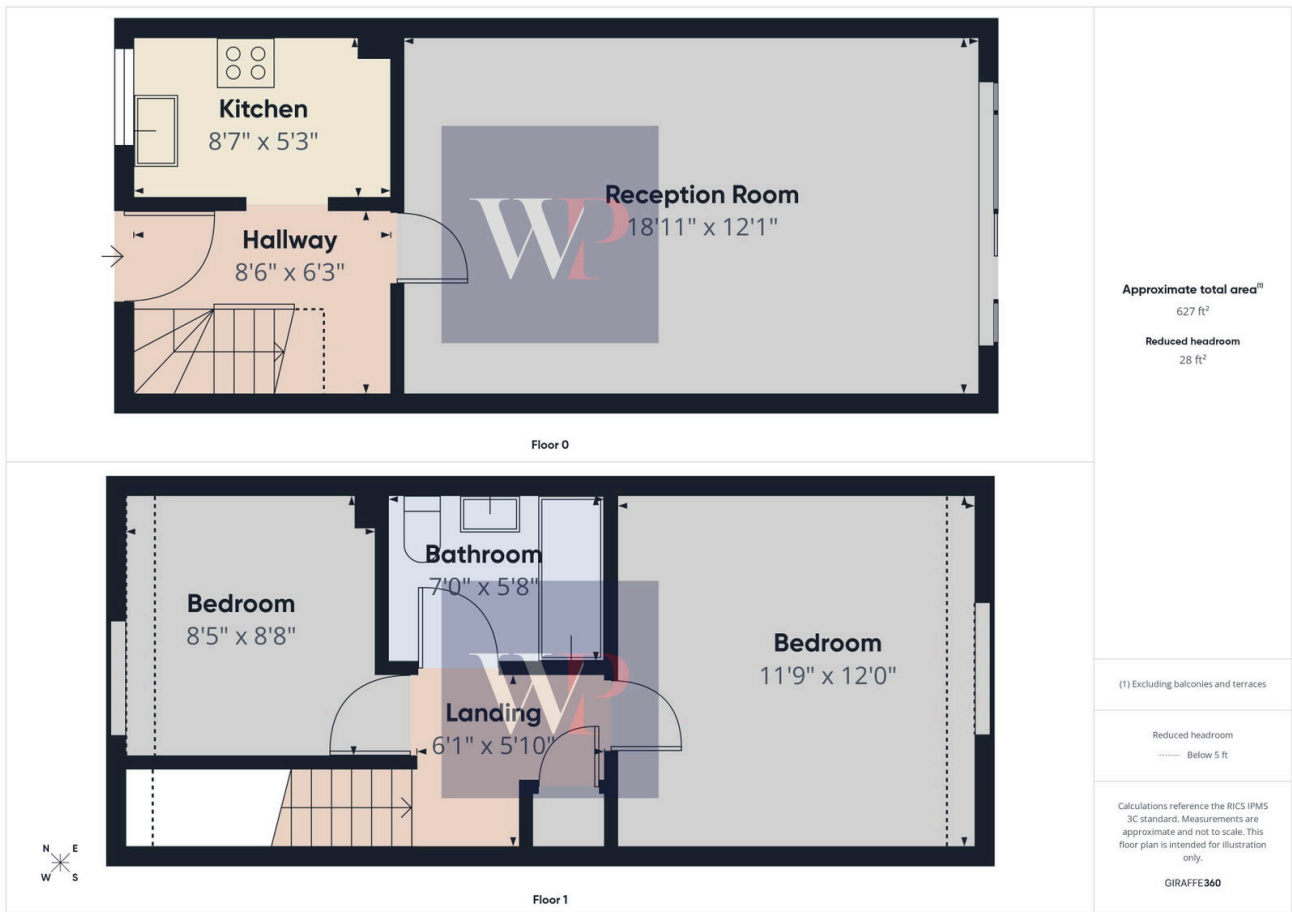 Kitchen
8'7" x 5'3"
Reception Room
18'11" x 12'1"
WP
Hallway
8'6" x 6'3"
Floor 0
Approximate total area(1)
627 ft²
Reduced headroom
28 ft²
Bedroom
8'5" x 8'8"
Bathroom
7'0" x 5'8"
Bedroom
11'9" x 12'0"
WP
Landing
6'1" x 5'10"
N E
W S
Floor 1
(1) Excluding balconies and terraces
Reduced headroom
Below 5 ft
Calculations reference the RICS IPMS
3C standard. Measurements are
approximate and not to scale. This
floor plan is intended for illustration
only.
GIRAFFE360